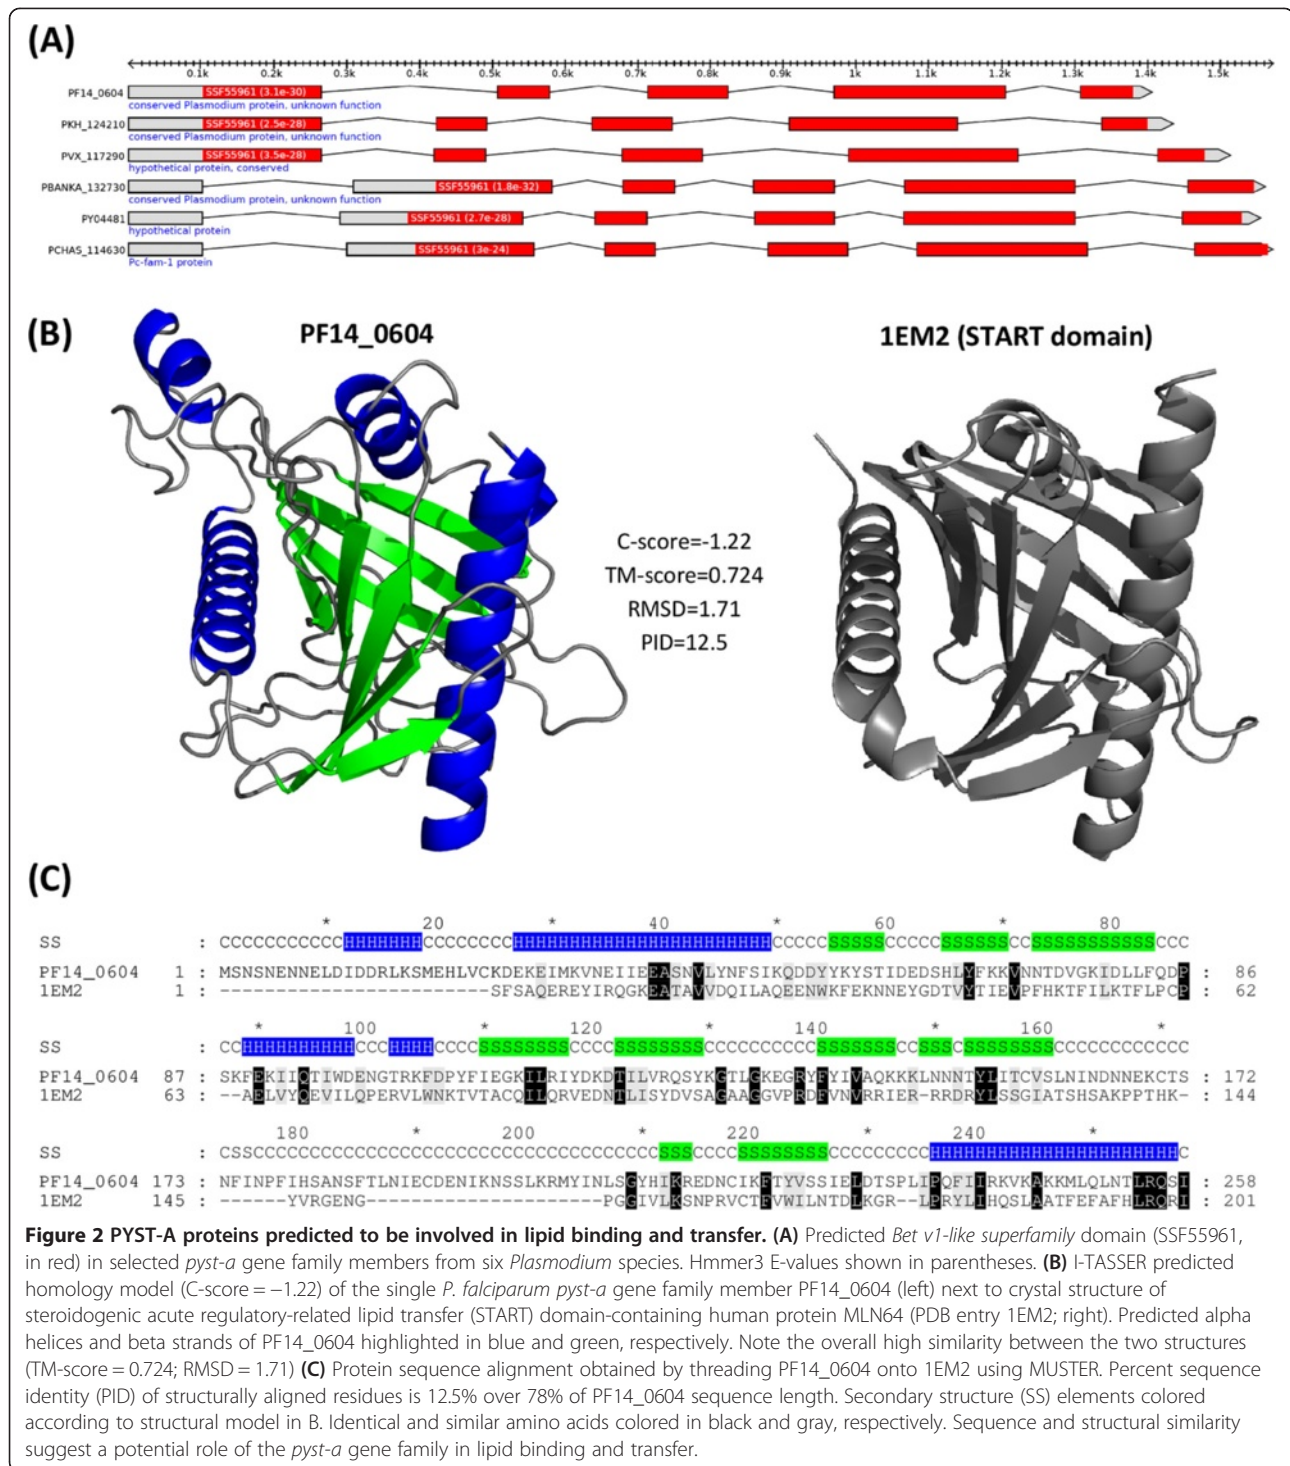 (A)
0.1k 0.2k 0.3k 0.4k 0.5k 0.6k 0.7k 0.8k 0.9k 1k 1.1k 1.2k 1.3k 1.4k 1.5k
PF14_0604 SSF55961 (3.1e-30)
conserved Plasmodium protein, unknown function
PKH_124210 SSF55961 (2.5e-28)
conserved Plasmodium protein, unknown function
PVX_117290 SSF55961 (3.5e-28)
hypothetical protein, conserved
PBANKA_132730 SSF55961 (1.8e-32)
conserved Plasmodium protein, unknown function
PY04481 SSF55961 (2.7e-28)
hypothetical protein
PCHAS_114630 SSF55961 (3e-24)
Pc-fam-1 protein
(B)
PF14_0604
1EM2 (START domain)
C-score=-1.22
TM-score=0.724
RMSD=1.71
PID=12.5
(C)
* 20 * 40 * 60 * 80
SS : CCCCCCCCCCCHHHHHHHCCCCCCCCHHHHHHHHHHHHHHHHHHHHHHHCCCCCSSSSSCCCCCSSSSSSCCSSSSSSSSSSSCCC
PF14_0604 1 : MSNSNENNELDIDDRLKSMEHLVCKDEKEIMKVNEIIEEASNVLYNFSIKQDDYYKYSTIDEDSHLYFKKVNNTDVGKIDLLFQDP : 86
1EM2 1 : ------------------------SFSAQEREYIRQGKEATAVVDQILAQEENWKFEKNNEYGDTVYTIEVPFHKTFILKTFLPCP : 62
* 100 * 120 * 140 * 160 *
SS : CCHHHHHHHHHHCCCHHHHCCCCSSSSSSSSCCCCSSSSSSSSCCCCCCCCCCSSSSSSSCCSSSCSSSSSSSSCCCCCCCCCCCC
PF14_0604 87 : SKFEKIIQTIWDENGTRKFDPYFIEGKILRIYDKDTILVRQSYKGTLGKEGRYFYIVAQKKKLNNNTYLITCVSLNINDNNEKCTS : 172
1EM2 63 : --AELVYQEVILQPERVLWNKTVTACQILQRVEDNTLISYDVSAGAAGGVPRDFVNVRRIERR-RRDRYLSSGIATSHSAKPPTHK- : 144
180 * 200 * 220 * 240 *
SS : CSSCCCCCCCCCCCCCCCCCCCCCCCCCCCCCCCCCCCCSSSCCCCSSSSSSSSCCCCCCCCCHHHHHHHHHHHHHHHHHHHHHHC
PF14_0604 173 : NFINPFIHSANSFTLNIECDENIKNSSLKRMYINLSGYHIKREDNCIKFTYVSSIELDTSPLIPQFIIRKVKAKKMLQLNTLRQSI : 258
1EM2 145 : ------YVRGENG---------------------PGGIVLKSNPRVCTFVWILNTDLKGR--LPRYLIHQSLAATFEFAFHLRQRI : 201
Figure 2 PYST-A proteins predicted to be involved in lipid binding and transfer. (A) Predicted Bet v1-like superfamily domain (SSF55961,
in red) in selected pyst-a gene family members from six Plasmodium species. Hmmer3 E-values shown in parentheses. (B) I-TASSER predicted
homology model (C-score = −1.22) of the single P. falciparum pyst-a gene family member PF14_0604 (left) next to crystal structure of
steroidogenic acute regulatory-related lipid transfer (START) domain-containing human protein MLN64 (PDB entry 1EM2; right). Predicted alpha
helices and beta strands of PF14_0604 highlighted in blue and green, respectively. Note the overall high similarity between the two structures
(TM-score = 0.724; RMSD = 1.71) (C) Protein sequence alignment obtained by threading PF14_0604 onto 1EM2 using MUSTER. Percent sequence
identity (PID) of structurally aligned residues is 12.5% over 78% of PF14_0604 sequence length. Secondary structure (SS) elements colored
according to structural model in B. Identical and similar amino acids colored in black and gray, respectively. Sequence and structural similarity
suggest a potential role of the pyst-a gene family in lipid binding and transfer.